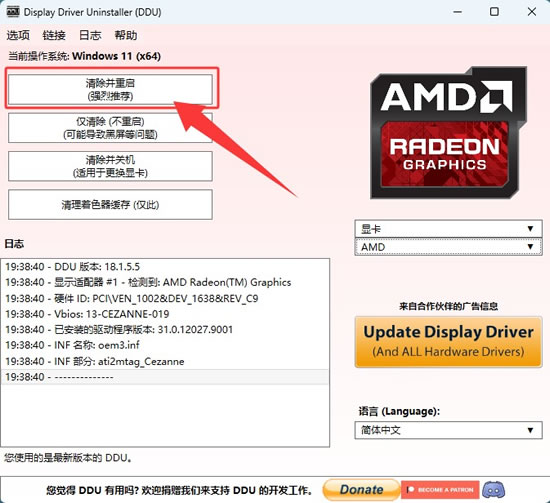 Display Driver Uninstaller (DDU)
选项 链接 日志 帮助
当前操作系统: Windows 11 (x64)
清除并重启
(强烈推荐)
仅清除 (不重启)
(可能导致黑屏等问题)
清除并关机
(适用于更换显卡)
清理着色器缓存 (仅此)
AMD
RADEON
GRAPHICS
显卡
AMD
日志
19:38:40 - DDU 版本: 18.1.5.5
19:38:40 - 显示适配器 #1 - 检测到: AMD Radeon(TM) Graphics
19:38:40 - 硬件 ID: PCI\VEN_1002&DEV_1638&REV_C9
19:38:40 - Vbios: 13-CEZANNE-019
19:38:40 - 已安装的驱动程序版本: 31.0.12027.9001
19:38:40 - INF 名称: oem3.inf
19:38:40 - INF 部分: ati2mtag_Cezanne
19:38:40 - --------------
来自合作伙伴的广告信息
Update Display Driver
(And ALL Hardware Drivers)
语言 (Language):
简体中文
您使用的是最新版本的 DDU。
您觉得 DDU 有用吗? 欢迎捐赠我们来支持 DDU 的开发工作。
Donate
BECOME A PATRON